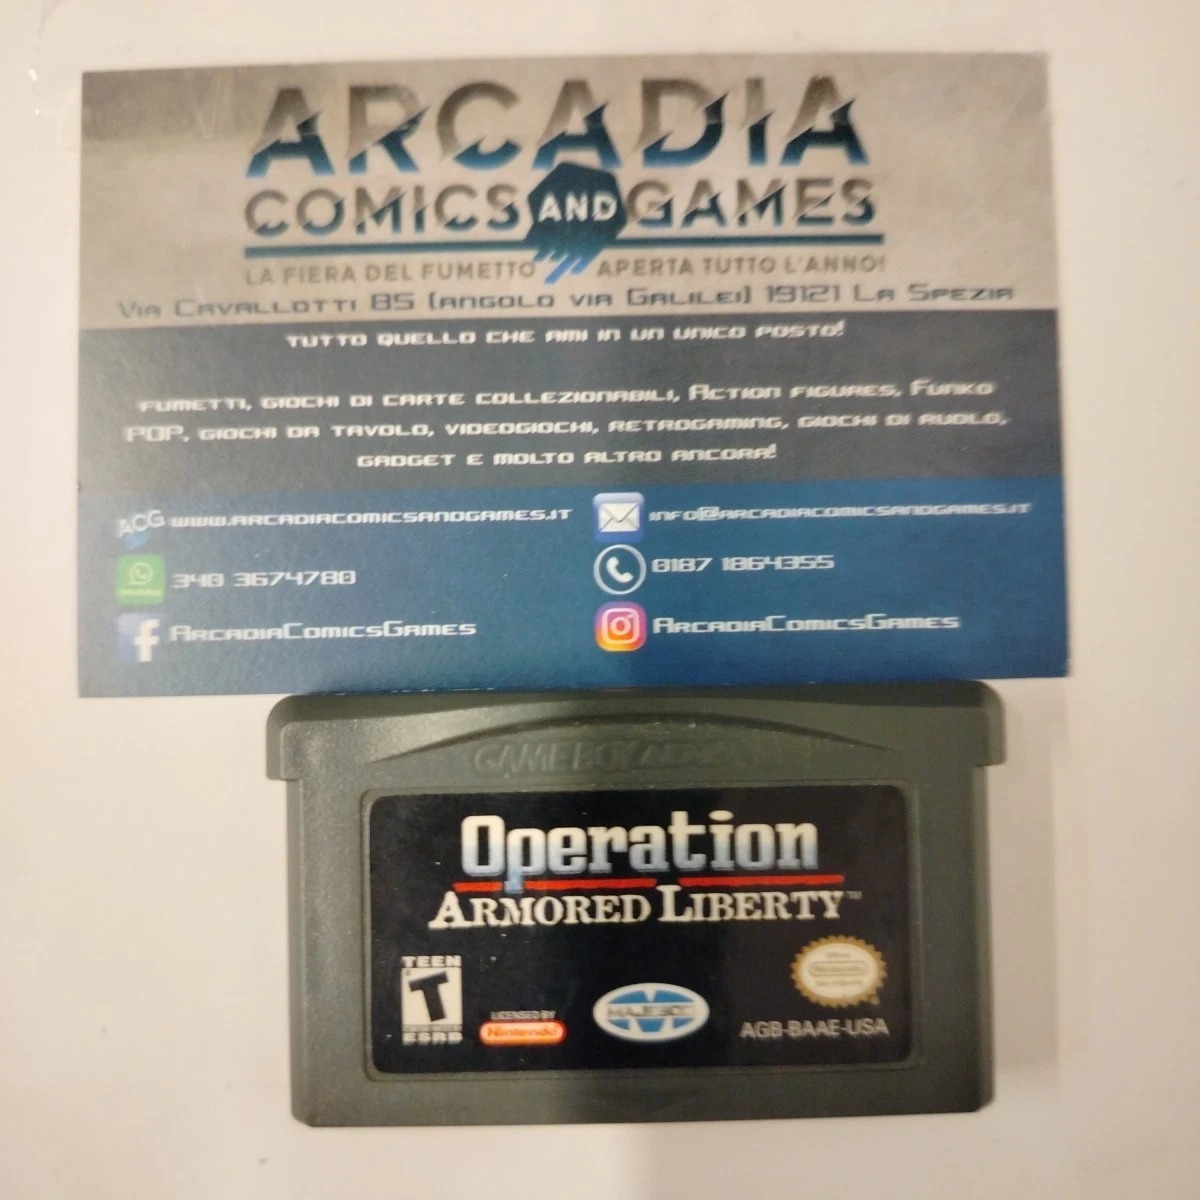 ARCADIA
COMICS AND GAMES
LA FIERA DEL FUMETTO APERTA TUTTO L'ANNO!
Via Cavallotti 85 (angolo via Galilei) 19121 La Spezia
TUTTO QUELLO CHE AMI IN UN UNICO POSTO!
FUMETTI, GIOCHI DI CARTE COLLEZIONABILI, ACTION FIGURES, FUNKO
POP, GIOCHI DA TAVOLO, VIDEOGIOCHI, RETROGAMING, GIOCHI DI RUOLO,
GADGET E MOLTO ALTRO ANCORA!
ACG www.arcadiacomicsandgames.it
info@arcadiacomicsandgames.it
340 3674780
0187 1864355
ArcadiaComicsGames
ArcadiaComicsGames
GAME BOY ADVANCE
Operation
ARMORED LIBERTY™
TEEN
T
ESRB
LICENSED BY
Nintendo
MAJESCO
Nintendo
AGB-BAAE-USA